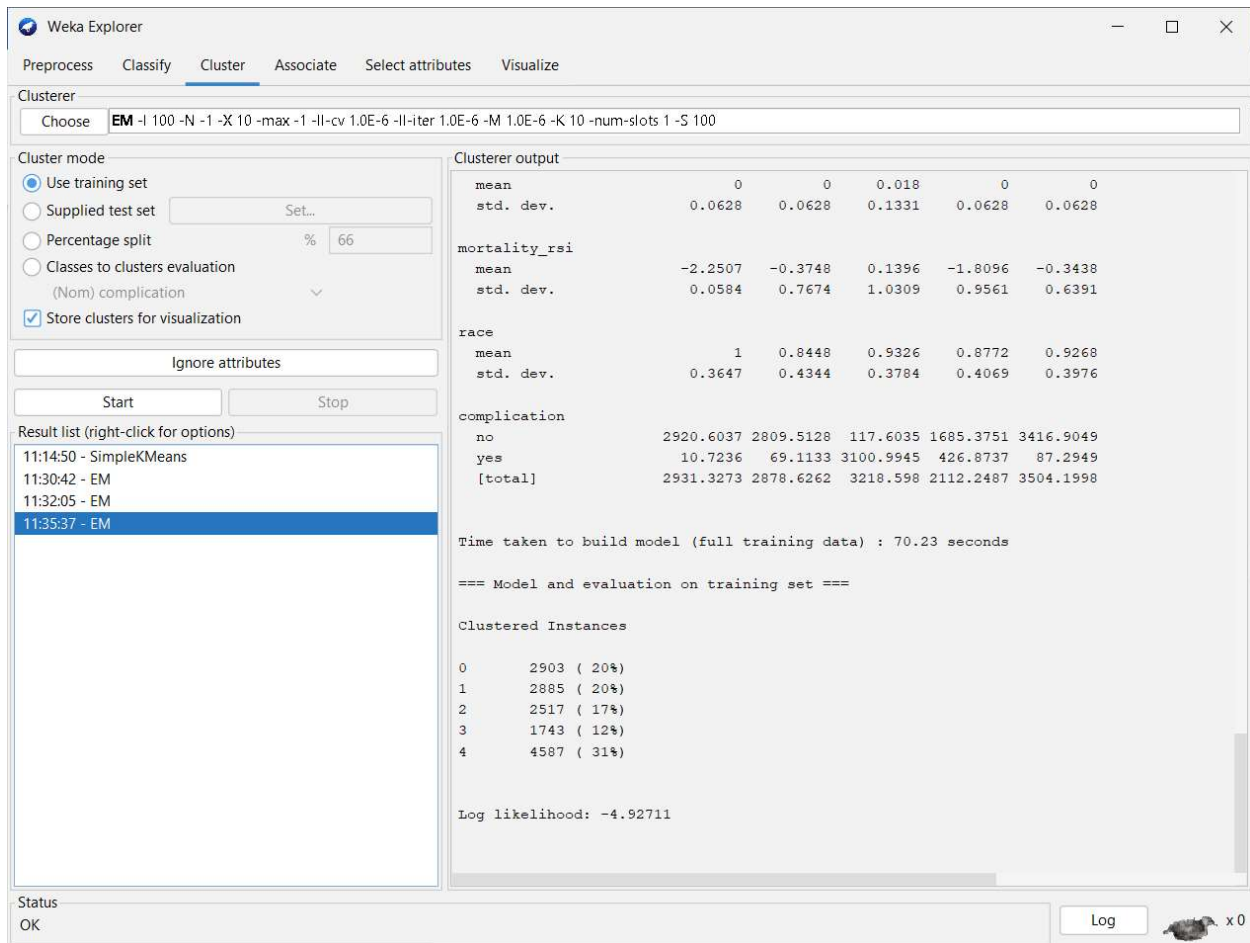 Weka Explorer
Preprocess Classify Cluster Associate Select attributes Visualize
Clusterer
Choose EM -I 100 -N -1 -X 10 -max -1 -ll-cv 1.0E-6 -ll-iter 1.0E-6 -M 1.0E-6 -K 10 -num-slots 1 -S 100
Cluster mode
Use training set
Supplied test set Set...
Percentage split % 66
Classes to clusters evaluation
(Nom) complication
Store clusters for visualization
Ignore attributes
Start Stop
Result list (right-click for options)
11:14:50 - SimpleKMeans
11:30:42 - EM
11:32:05 - EM
11:35:37 - EM
Clusterer output
mean 0 0 0.018 0 0
std. dev. 0.0628 0.0628 0.1331 0.0628 0.0628
mortality_rsi
mean -2.2507 -0.3748 0.1396 -1.8096 -0.3438
std. dev. 0.0584 0.7674 1.0309 0.9561 0.6391
race
mean 1 0.8448 0.9326 0.8772 0.9268
std. dev. 0.3647 0.4344 0.3784 0.4069 0.3976
complication
no 2920.6037 2809.5128 117.6035 1685.3751 3416.9049
yes 10.7236 69.1133 3100.9945 426.8737 87.2949
[total] 2931.3273 2878.6262 3218.598 2112.2487 3504.1998
Time taken to build model (full training data) : 70.23 seconds
=== Model and evaluation on training set ===
Clustered Instances
0 2903 ( 20%)
1 2885 ( 20%)
2 2517 ( 17%)
3 1743 ( 12%)
4 4587 ( 31%)
Log likelihood: -4.92711
Status
OK
Log x 0